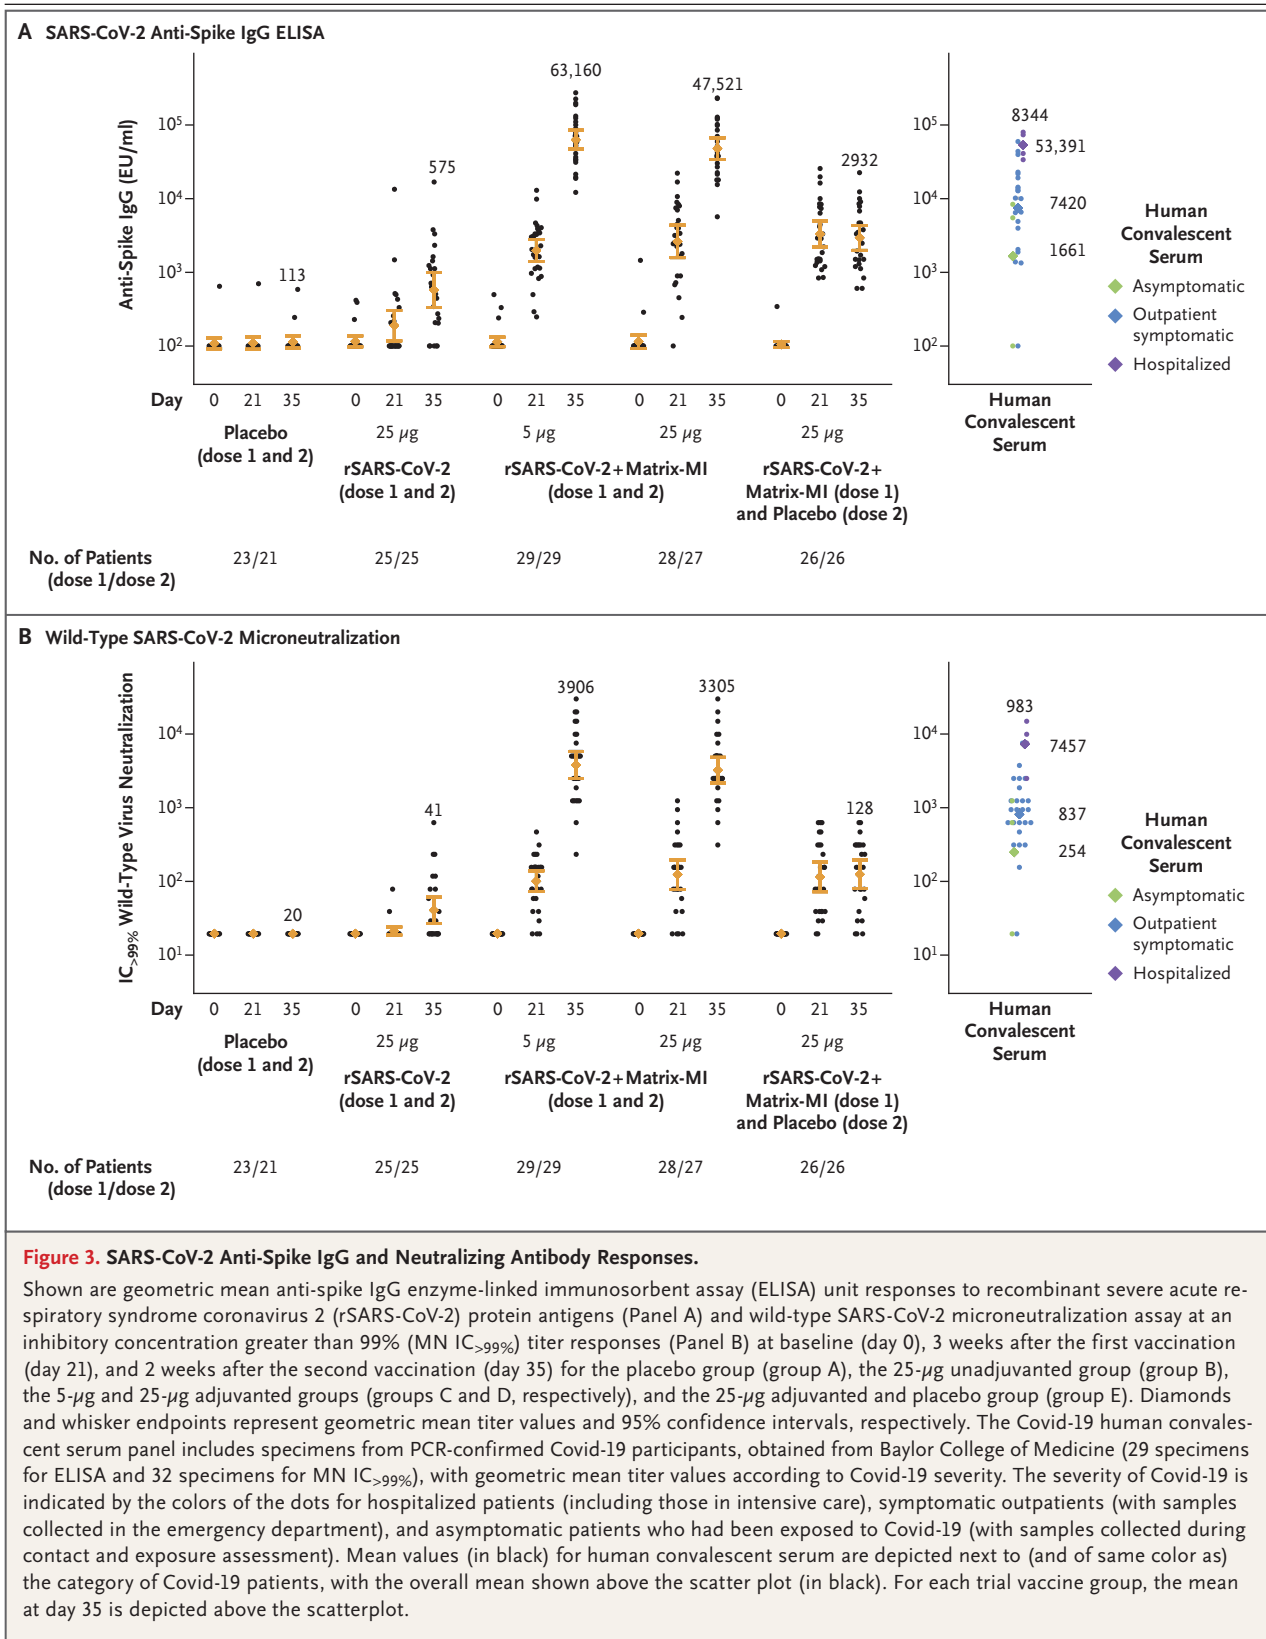 A SARS-CoV-2 Anti-Spike IgG ELISA
Anti-Spike IgG (EU/ml)
10⁵
10⁴
10³
10²
113
575
63,160
47,521
2932
10⁵
10⁴
10³
10²
8344
53,391
7420
1661
Human
Convalescent
Serum
Asymptomatic
Outpatient
symptomatic
Hospitalized
Day 0 21 35 0 21 35 0 21 35 0 21 35 0 21 35
Placebo
(dose 1 and 2)
25 µg
rSARS-CoV-2
(dose 1 and 2)
5 µg 25 µg
rSARS-CoV-2+Matrix-MI
(dose 1 and 2)
25 µg
rSARS-CoV-2+
Matrix-MI (dose 1)
and Placebo (dose 2)
Human
Convalescent
Serum
No. of Patients
(dose 1/dose 2)
23/21 25/25 29/29 28/27 26/26
B Wild-Type SARS-CoV-2 Microneutralization
IC>99% Wild-Type Virus Neutralization
10⁴
10³
10²
10¹
20
41
3906
3305
128
10⁴
10³
10²
10¹
983
7457
837
254
Human
Convalescent
Serum
Asymptomatic
Outpatient
symptomatic
Hospitalized
Day 0 21 35 0 21 35 0 21 35 0 21 35 0 21 35
Placebo
(dose 1 and 2)
25 µg
rSARS-CoV-2
(dose 1 and 2)
5 µg 25 µg
rSARS-CoV-2+Matrix-MI
(dose 1 and 2)
25 µg
rSARS-CoV-2+
Matrix-MI (dose 1)
and Placebo (dose 2)
Human
Convalescent
Serum
No. of Patients
(dose 1/dose 2)
23/21 25/25 29/29 28/27 26/26
Figure 3. SARS-CoV-2 Anti-Spike IgG and Neutralizing Antibody Responses.
Shown are geometric mean anti-spike IgG enzyme-linked immunosorbent assay (ELISA) unit responses to recombinant severe acute re-
spiratory syndrome coronavirus 2 (rSARS-CoV-2) protein antigens (Panel A) and wild-type SARS-CoV-2 microneutralization assay at an
inhibitory concentration greater than 99% (MN IC>99%) titer responses (Panel B) at baseline (day 0), 3 weeks after the first vaccination
(day 21), and 2 weeks after the second vaccination (day 35) for the placebo group (group A), the 25-µg unadjuvanted group (group B),
the 5-µg and 25-µg adjuvanted groups (groups C and D, respectively), and the 25-µg adjuvanted and placebo group (group E). Diamonds
and whisker endpoints represent geometric mean titer values and 95% confidence intervals, respectively. The Covid-19 human convales-
cent serum panel includes specimens from PCR-confirmed Covid-19 participants, obtained from Baylor College of Medicine (29 specimens
for ELISA and 32 specimens for MN IC>99%), with geometric mean titer values according to Covid-19 severity. The severity of Covid-19 is
indicated by the colors of the dots for hospitalized patients (including those in intensive care), symptomatic outpatients (with samples
collected in the emergency department), and asymptomatic patients who had been exposed to Covid-19 (with samples collected during
contact and exposure assessment). Mean values (in black) for human convalescent serum are depicted next to (and of same color as)
the category of Covid-19 patients, with the overall mean shown above the scatter plot (in black). For each trial vaccine group, the mean
at day 35 is depicted above the scatterplot.